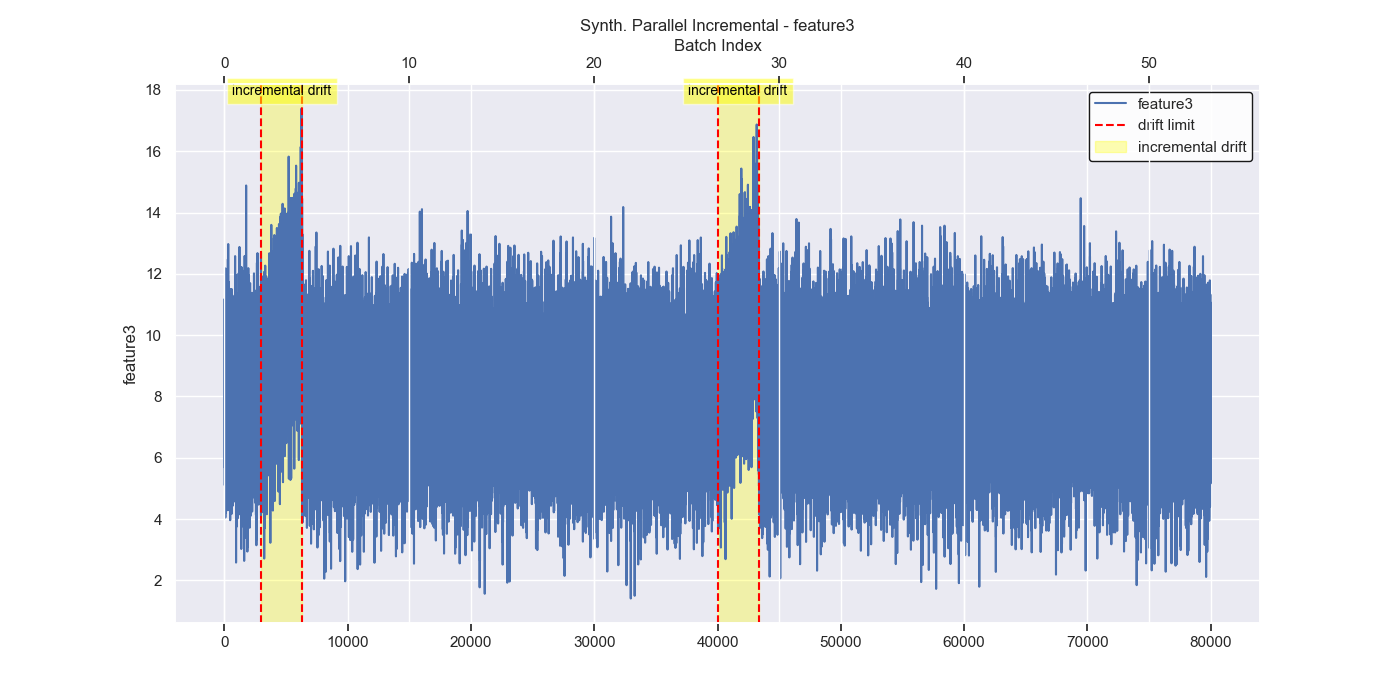 Synth. Parallel Incremental - feature3
Batch Index
0 10 20 30 40 50
incremental drift incremental drift
18
16
14
12
10
8
6
4
2
feature3
feature3
drift limit
incremental drift
0 10000 20000 30000 40000 50000 60000 70000 80000